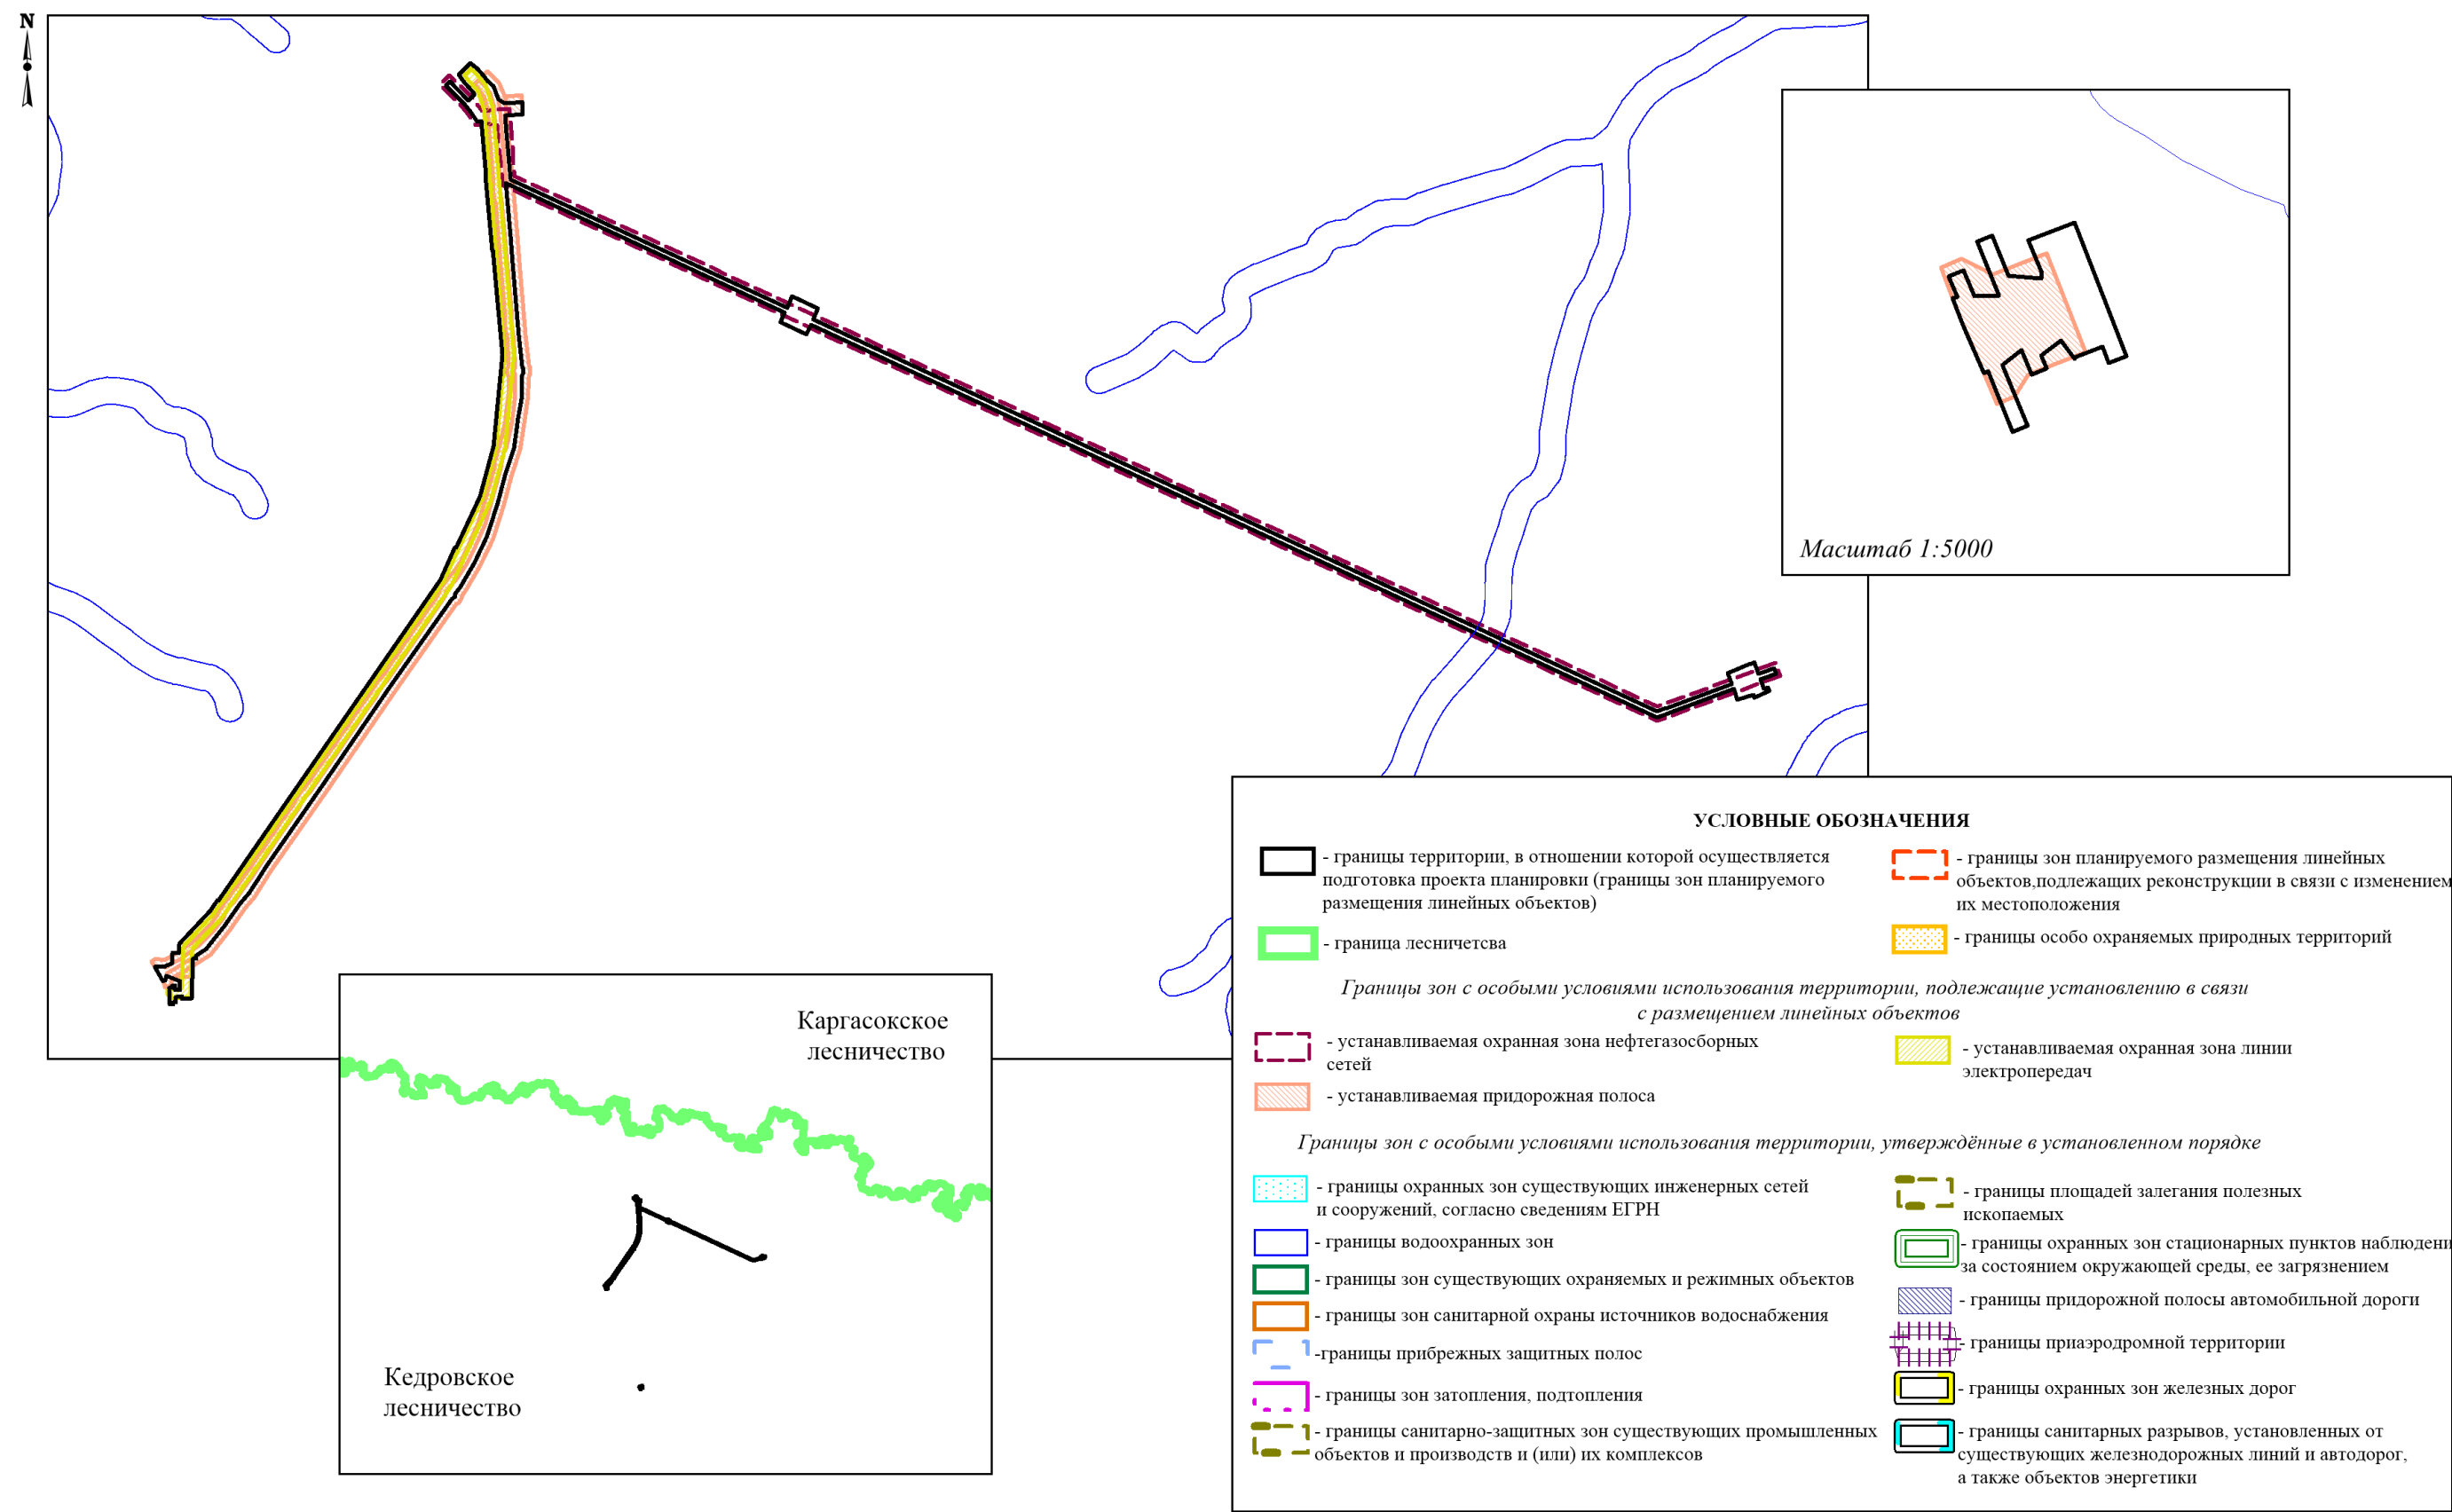 N
Масштаб 1:5000
Каргасокское
лесничество
Кедровское
лесничество
УСЛОВНЫЕ ОБОЗНАЧЕНИЯ
- границы территории, в отношении которой осуществляется
подготовка проекта планировки (границы зон планируемого
размещения линейных объектов)
- граница лесничетсва
- границы зон планируемого размещения линейных
объектов,подлежащих реконструкции в связи с изменением
их местоположения
- границы особо охраняемых природных территорий
Границы зон с особыми условиями использования территории, подлежащие установлению в связи
с размещением линейных объектов
- устанавливаемая охранная зона нефтегазосборных
сетей
- устанавливаемая придорожная полоса
- устанавливаемая охранная зона линии
электропередач
Границы зон с особыми условиями использования территории, утверждённые в установленном порядке
- границы охранных зон существующих инженерных сетей
и сооружений, согласно сведениям ЕГРН
- границы водоохранных зон
- границы зон существующих охраняемых и режимных объектов
- границы зон санитарной охраны источников водоснабжения
-границы прибрежных защитных полос
- границы зон затопления, подтопления
- границы санитарно-защитных зон существующих промышленных
объектов и производств и (или) их комплексов
- границы площадей залегания полезных
ископаемых
- границы охранных зон стационарных пунктов наблюдени
за состоянием окружающей среды, ее загрязнением
- границы придорожной полосы автомобильной дороги
- границы приаэродромной территории
- границы охранных зон железных дорог
- границы санитарных разрывов, установленных от
существующих железнодорожных линий и автодорог,
а также объектов энергетики